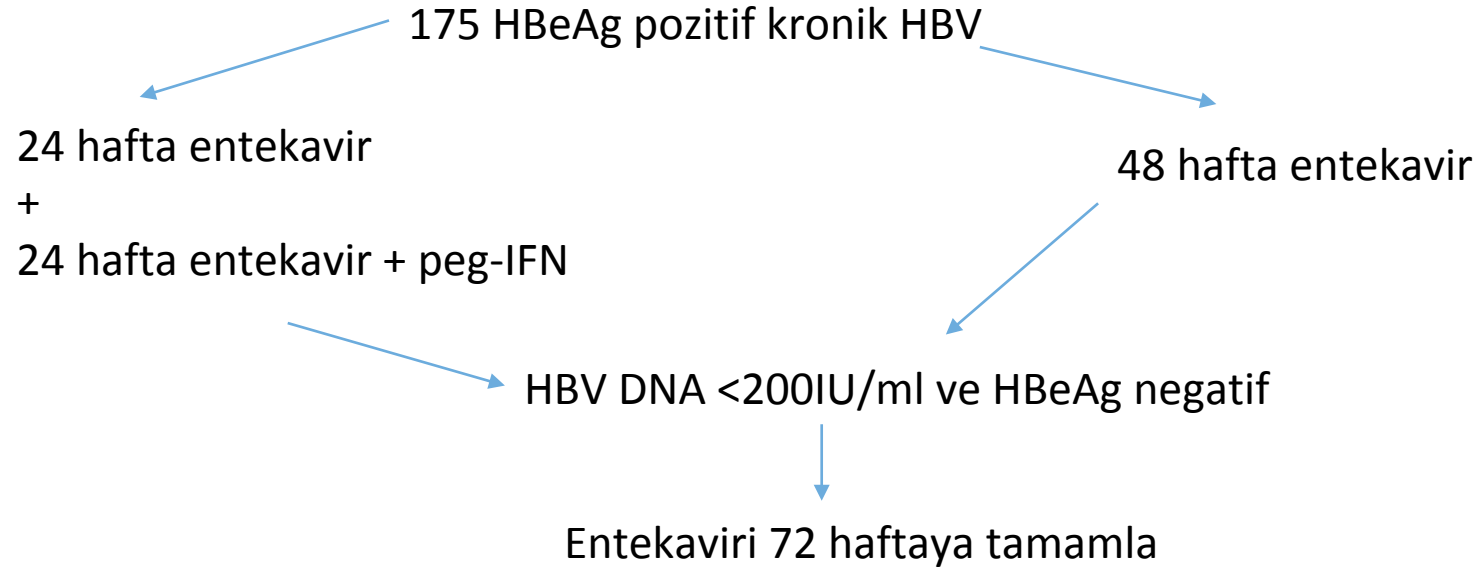 175 HBeAg pozitif kronik HBV
24 hafta entekavir
+
24 hafta entekavir + peg-IFN
48 hafta entekavir
HBV DNA <200IU/ml ve HBeAg negatif
Entekaviri 72 haftaya tamamla